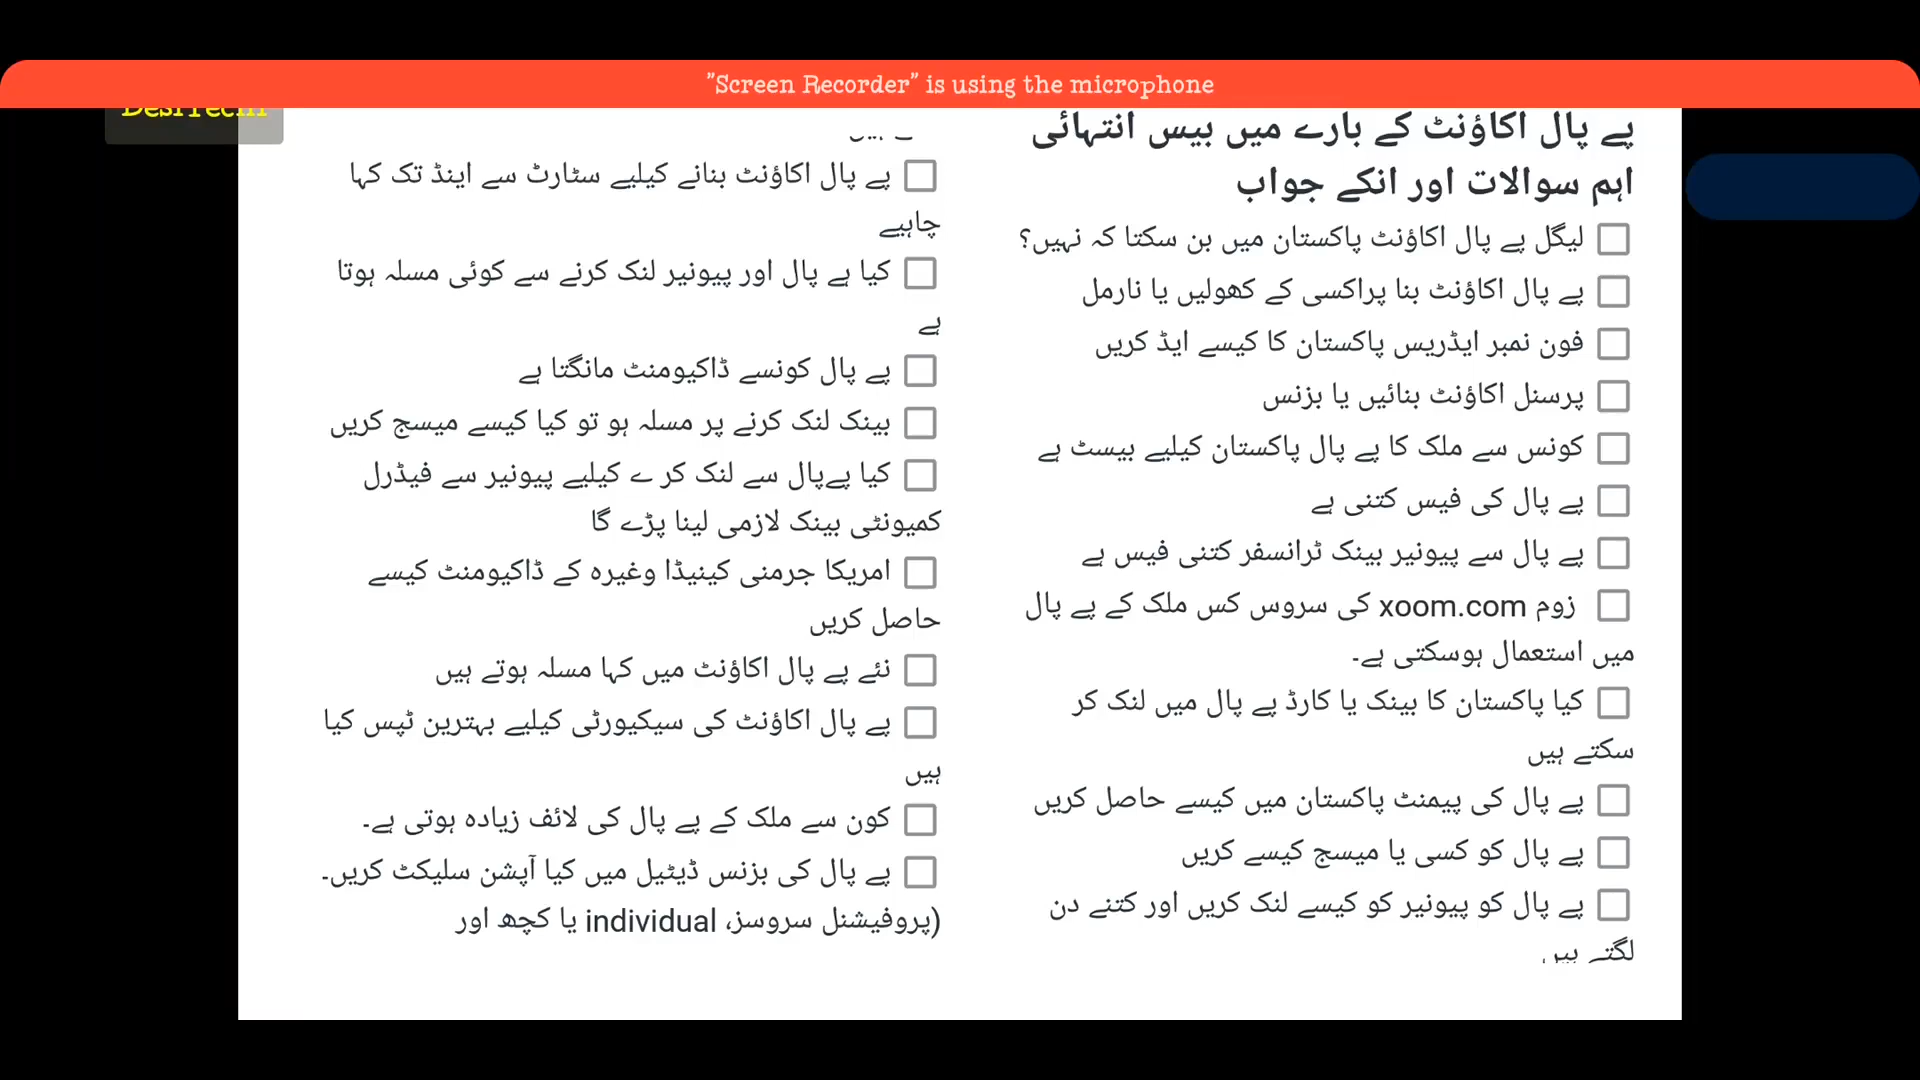 "Screen Recorder" is using the microphone
DesiTech
پے پال اکاؤنٹ کے بارے میں بیس انتہائی
اہم سوالات اور انکے جواب
لیگل پے پال اکاؤنٹ پاکستان میں بن سکتا کہ نہیں؟
پے پال اکاؤنٹ بنا پراکسی کے کھولیں یا نارمل
فون نمبر ایڈریس پاکستان کا کیسے ایڈ کریں
پرسنل اکاؤنٹ بنائیں یا بزنس
کونس سے ملک کا پے پال پاکستان کیلیے بیسٹ ہے
پے پال کی فیس کتنی ہے
پے پال سے پیونیر بینک ٹرانسفر کتنی فیس ہے
زوم xoom.com کی سروس کس ملک کے پے پال
میں استعمال ہوسکتی ہے۔
کیا پاکستان کا بینک یا کارڈ پے پال میں لنک کر
سکتے ہیں
پے پال کی پیمنٹ پاکستان میں کیسے حاصل کریں
پے پال کو کسی یا میسج کیسے کریں
پے پال کو پیونیر کو کیسے لنک کریں اور کتنے دن
لگتے ہیں
پے پال اکاؤنٹ بنانے کیلیے سٹارٹ سے اینڈ تک کہا
چاہیے
کیا ہے پال اور پیونیر لنک کرنے سے کوئی مسلہ ہوتا
ہے
پے پال کونسے ڈاکیومنٹ مانگتا ہے
بینک لنک کرنے پر مسلہ ہو تو کیا کیسے میسج کریں
کیا پےپال سے لنک کر ے کیلیے پیونیر سے فیڈرل
کمیونٹی بینک لازمی لینا پڑے گا
امریکا جرمنی کینیڈا وغیرہ کے ڈاکیومنٹ کیسے
حاصل کریں
نئے پے پال اکاؤنٹ میں کہا مسلہ ہوتے ہیں
پے پال اکاؤنٹ کی سیکیورٹی کیلیے بہترین ٹپس کیا
ہیں
کون سے ملک کے پے پال کی لائف زیادہ ہوتی ہے۔
پے پال کی بزنس ڈیٹیل میں کیا آپشن سلیکٹ کریں۔
(پروفیشنل سروسز، individual یا کچھ اور